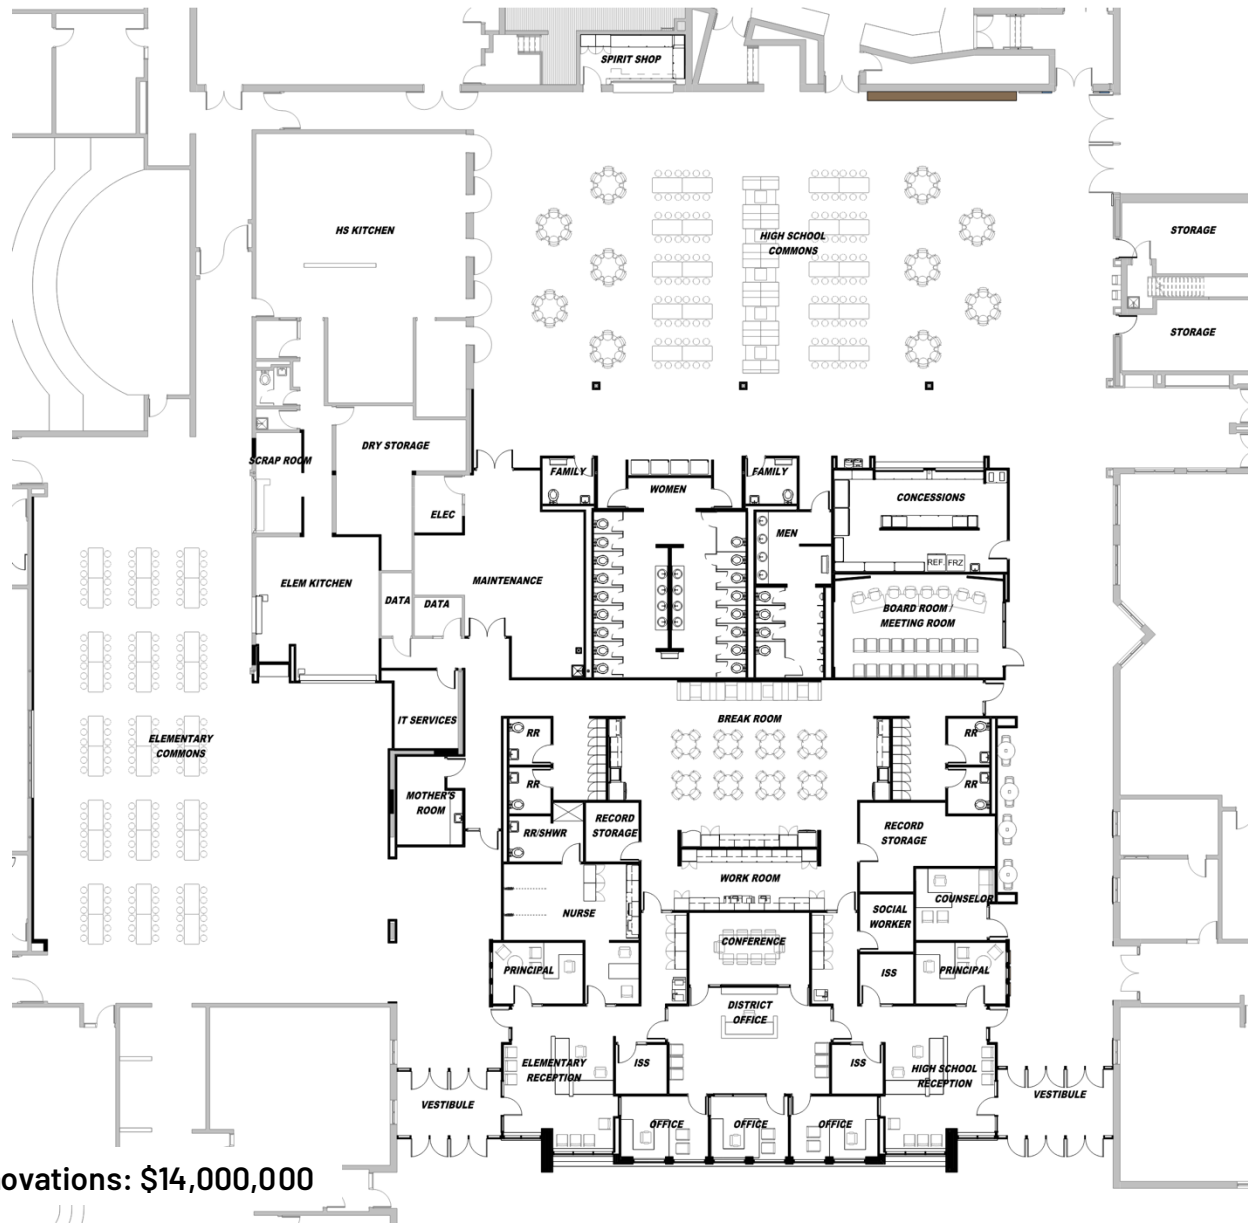 SPIRIT SHOP
HS KITCHEN
HIGH SCHOOL
COMMONS
STORAGE
STORAGE
DRY STORAGE
SCRAP ROOM
FAMILY
WOMEN
FAMILY
CONCESSIONS
ELEC
MEN
REF.
FRZ
ELEM KITCHEN
MAINTENANCE
DATA
DATA
BOARD ROOM /
MEETING ROOM
IT SERVICES
BREAK ROOM
RR
RR
ELEMENTARY
COMMONS
RR
RR
MOTHER'S
ROOM
RR/SHWR
RECORD
STORAGE
RECORD
STORAGE
WORK ROOM
NURSE
SOCIAL
WORKER
COUNSELOR
CONFERENCE
PRINCIPAL
ISS
PRINCIPAL
DISTRICT
OFFICE
ELEMENTARY
RECEPTION
ISS
ISS
HIGH SCHOOL
RECEPTION
VESTIBULE
VESTIBULE
OFFICE
OFFICE
OFFICE
ovations: $14,000,000